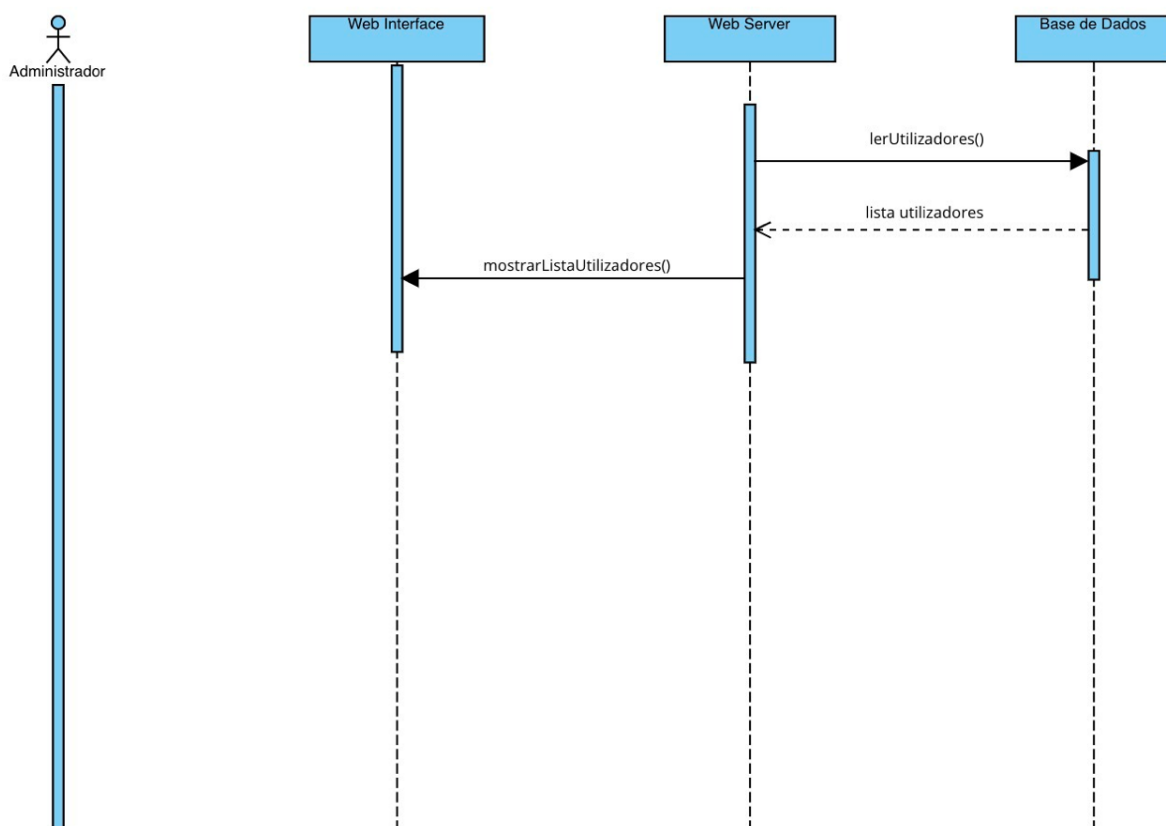 Administrador
Web Interface
Web Server
Base de Dados
lerUtilizadores()
lista utilizadores
mostrarListaUtilizadores()